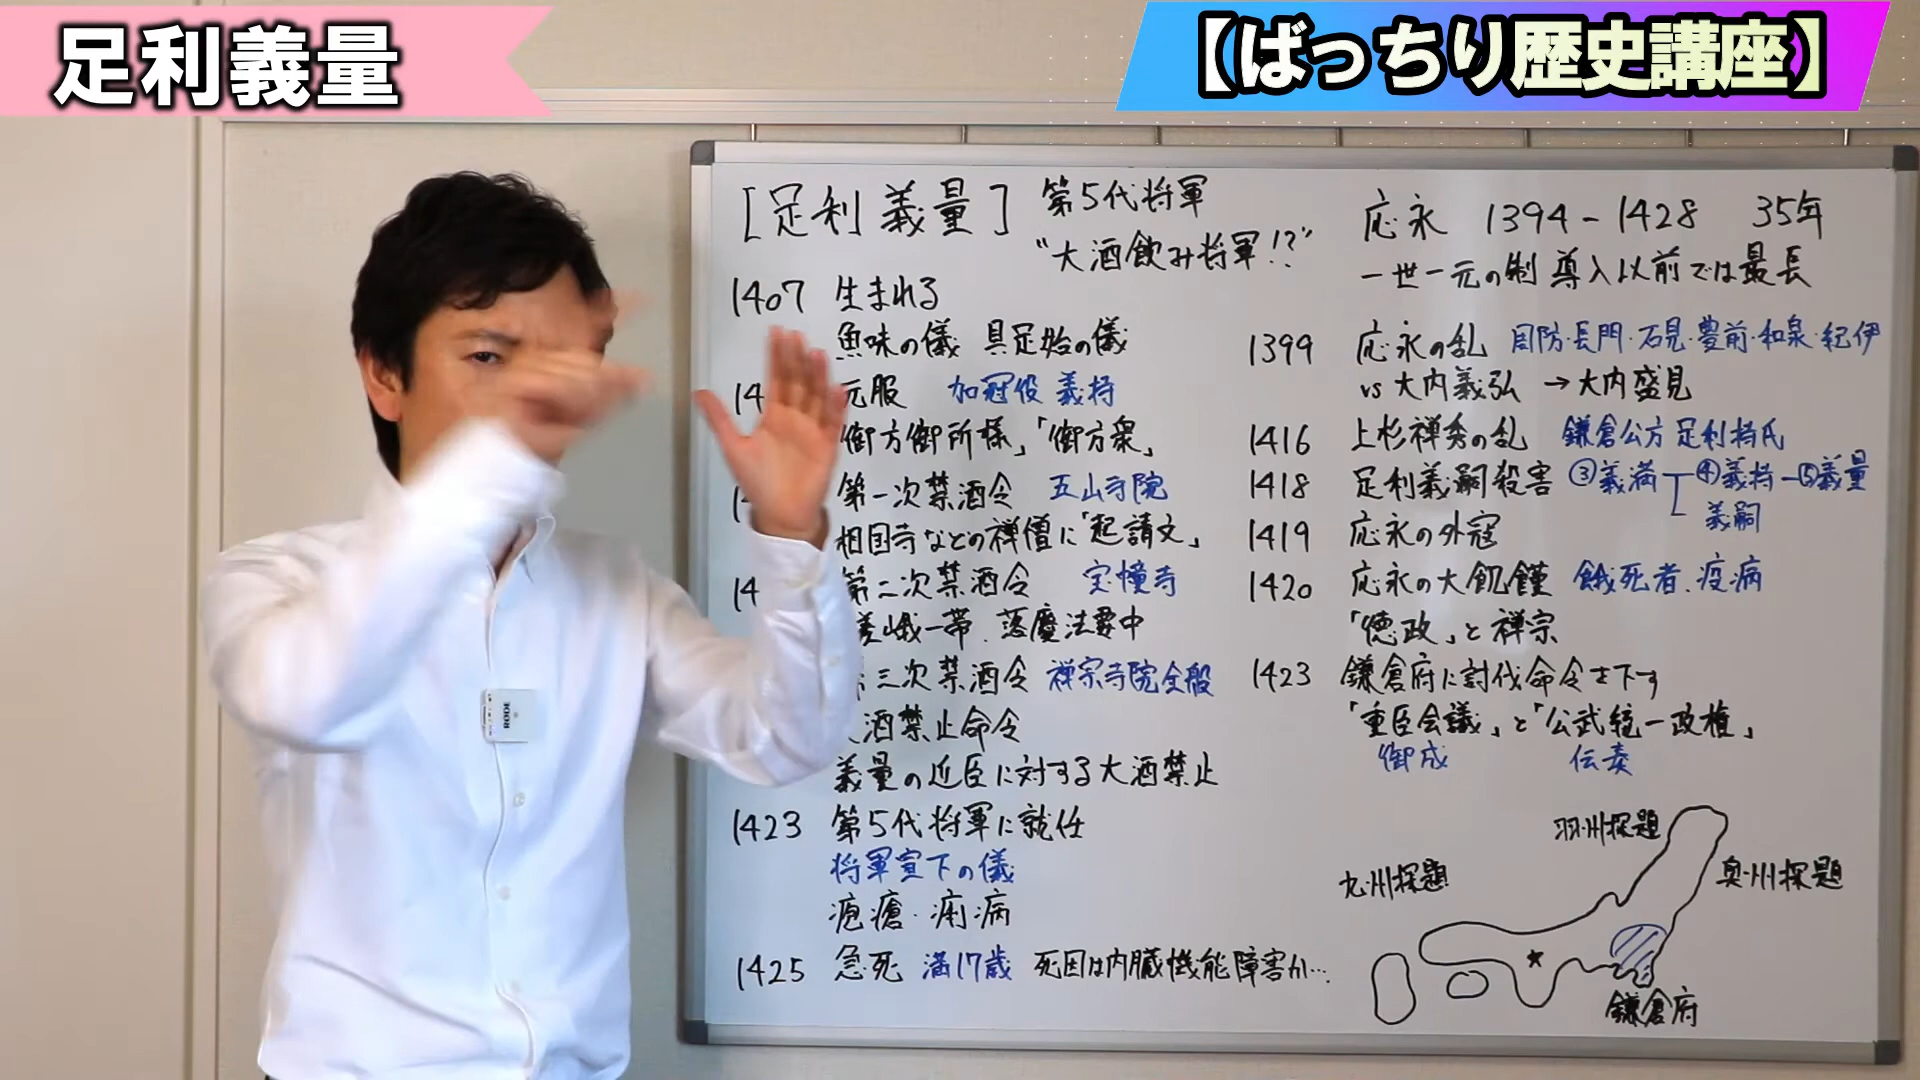 足利義量
【ばっちり歴史講座】
[足利義量] 第5代将軍
“大酒飲み将軍!?”
1407 生まれる
魚味の儀 具足始の儀
14 元服 加冠役 義持
御方御所様」「御方衆」
第一次禁酒令 五山寺院
相国寺などの禅僧に「起請文」
14 第二次禁酒令 宝幢寺
嵯峨一帯 落慶法要中
三次禁酒令 禅宗寺院全般
酒禁止命令
義量の近臣に対する大酒禁止
1423 第5代将軍に就任
将軍宣下の儀
疱瘡・痢病
1425 急死 満17歳 死因は内臓機能障害か…
応永 1394-1428 35年
一世一元の制 導入以前では最長
1399 応永の乱 周防・長門・石見・豊前・和泉・紀伊
vs 大内義弘 → 大内盛見
1416 上杉禅秀の乱 鎌倉公方 足利持氏
1418 足利義嗣殺害 ③義満 ④義持 ⑤義量
義嗣
1419 応永の外寇
1420 応永の大飢饉 餓死者・疫病
「徳政」と禅宗
1423 鎌倉府に討伐命令を下す
「重臣会議」と「公武統一政権」
御成 伝奏
羽州探題
九州探題
奥州探題
鎌倉府
RODE